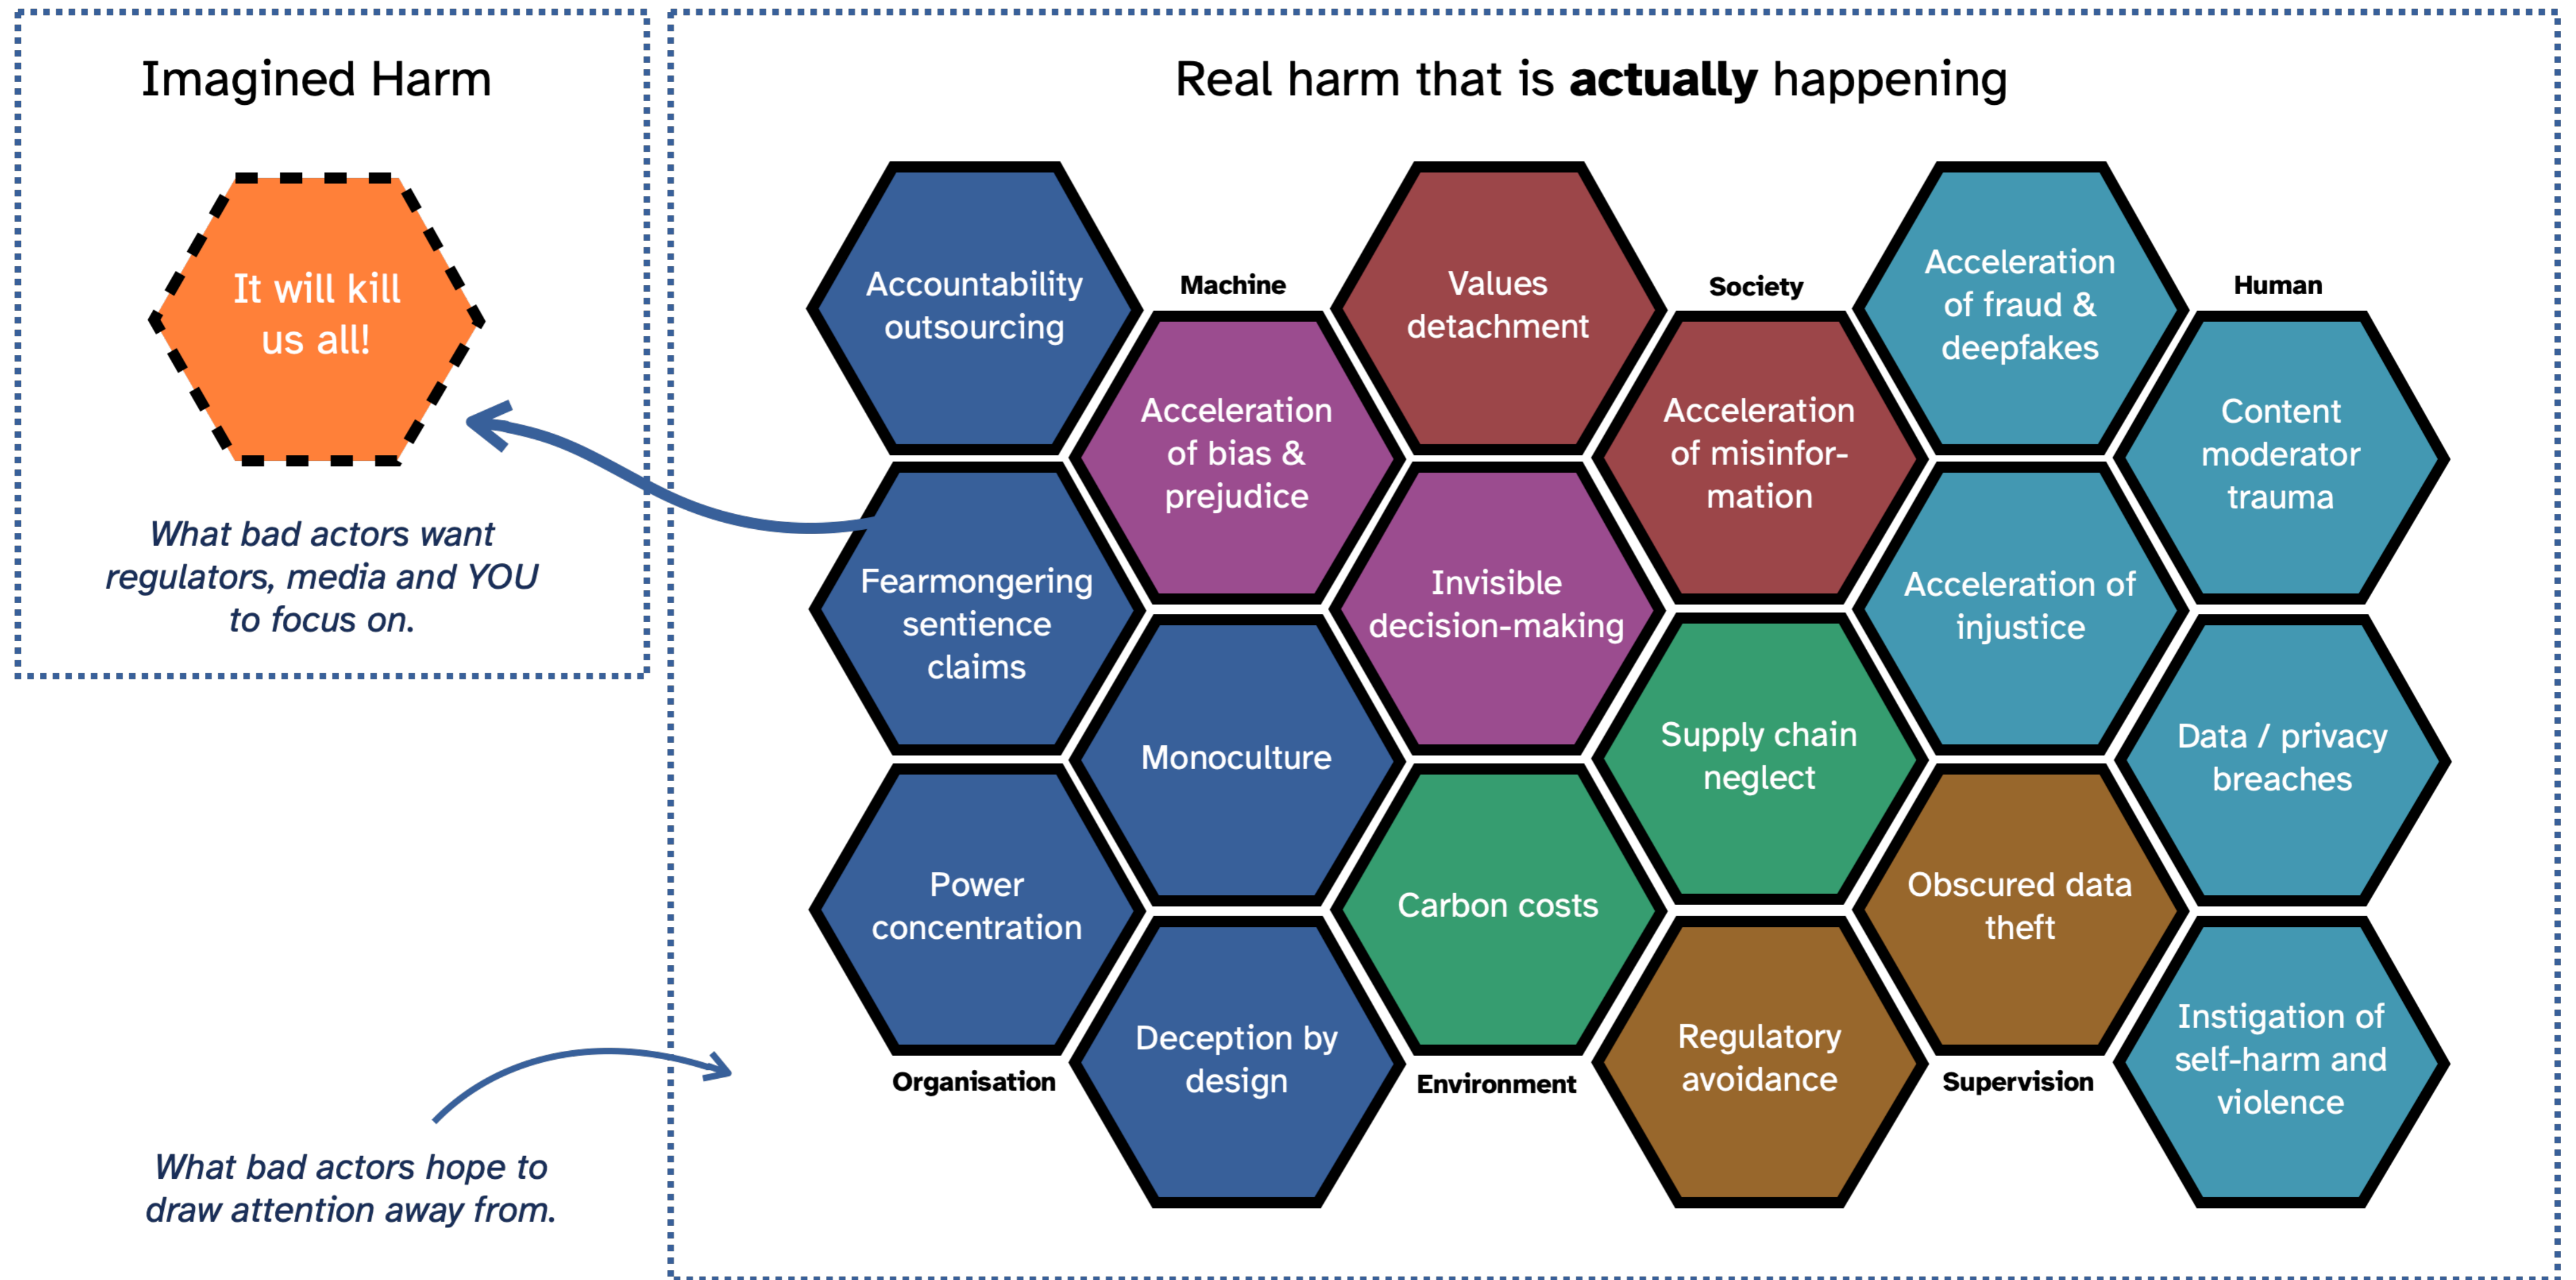 Imagined Harm
It will kill
us all!
What bad actors want
regulators, media and YOU
to focus on.
What bad actors hope to
draw attention away from.
Real harm that is actually happening
Accountability
outsourcing
Fearmongering
sentience
claims
Power
concentration
Organisation
Machine
Acceleration
of bias &
prejudice
Monoculture
Deception by
design
Values
detachment
Invisible
decision-making
Carbon costs
Environment
Society
Acceleration
of misinfor-
mation
Supply chain
neglect
Regulatory
avoidance
Acceleration
of fraud &
deepfakes
Acceleration of
injustice
Obscured data
theft
Supervision
Human
Content
moderator
trauma
Data / privacy
breaches
Instigation of
self-harm and
violence